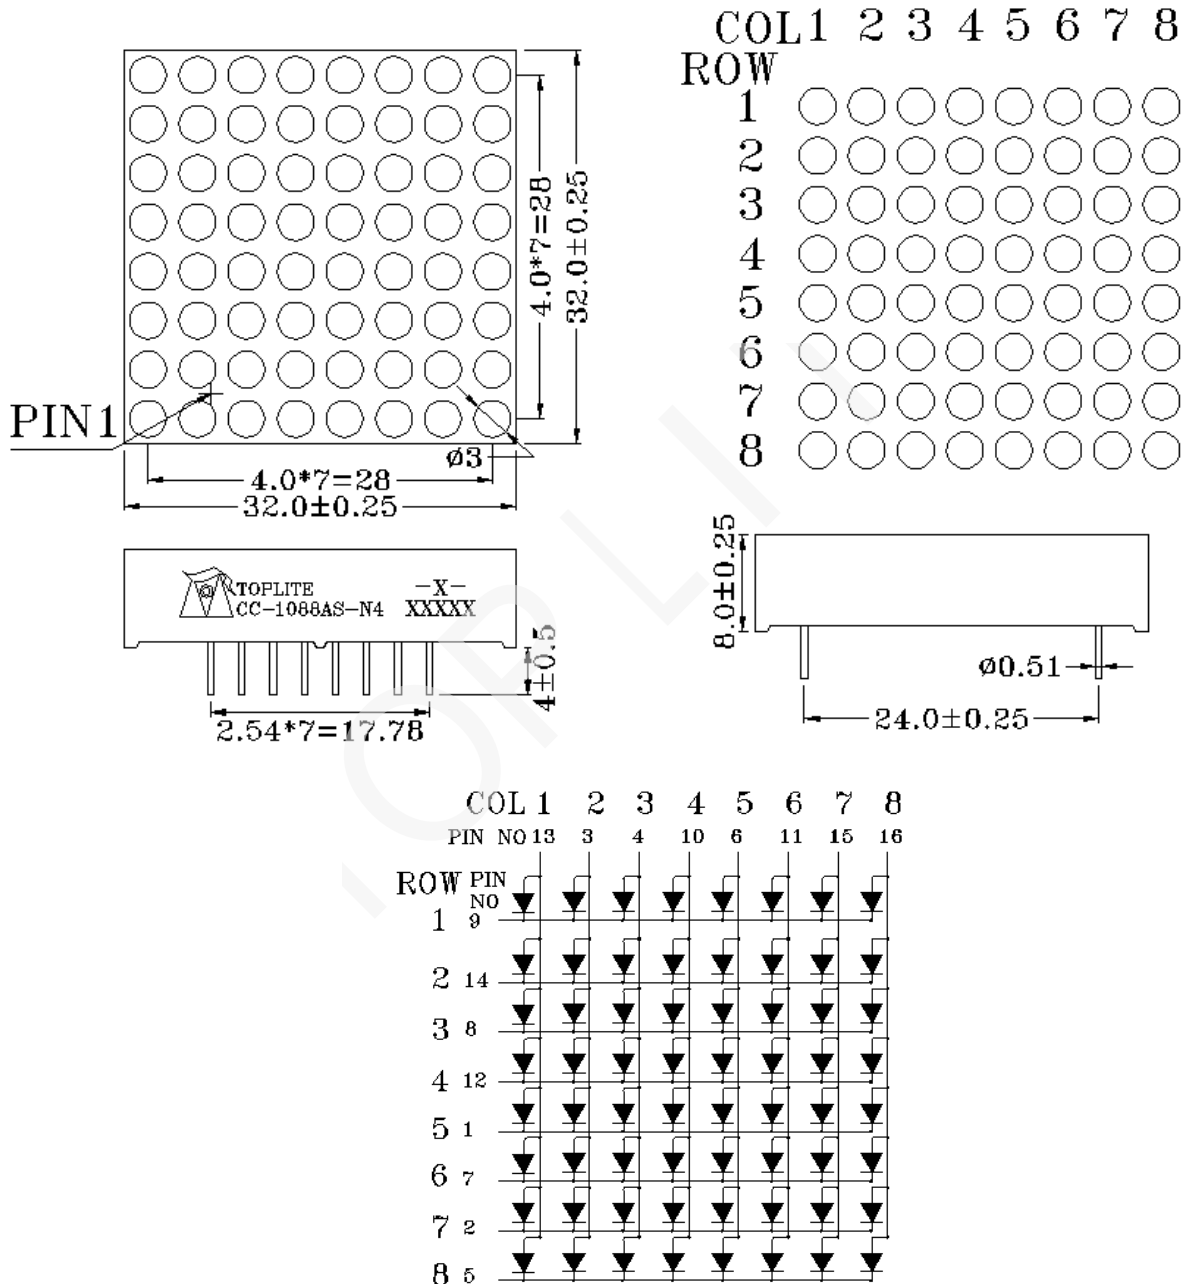 COL 1 2 3 4 5 6 7 8
ROW
1
2
3
4
5
6
7
8
4.0*7=28
32.0±0.25
PIN1
ø3
4.0*7=28
32.0±0.25
TOPLITE
CC-1088AS-N4
-X-
XXXXX
4±0.5
2.54*7=17.78
8.0±0.25
ø0.51
24.0±0.25
COL 1 2 3 4 5 6 7 8
PIN NO 13 3 4 10 6 11 15 16
ROW PIN NO
1 9
2 14
3 8
4 12
5 1
6 7
7 2
8 5